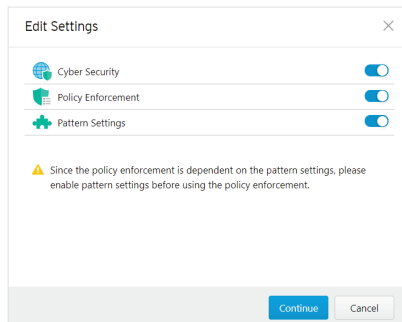 Edit Settings
Cyber Security
Policy Enforcement
Pattern Settings
Since the policy enforcement is dependent on the pattern settings, please
enable pattern settings before using the policy enforcement.
Continue Cancel